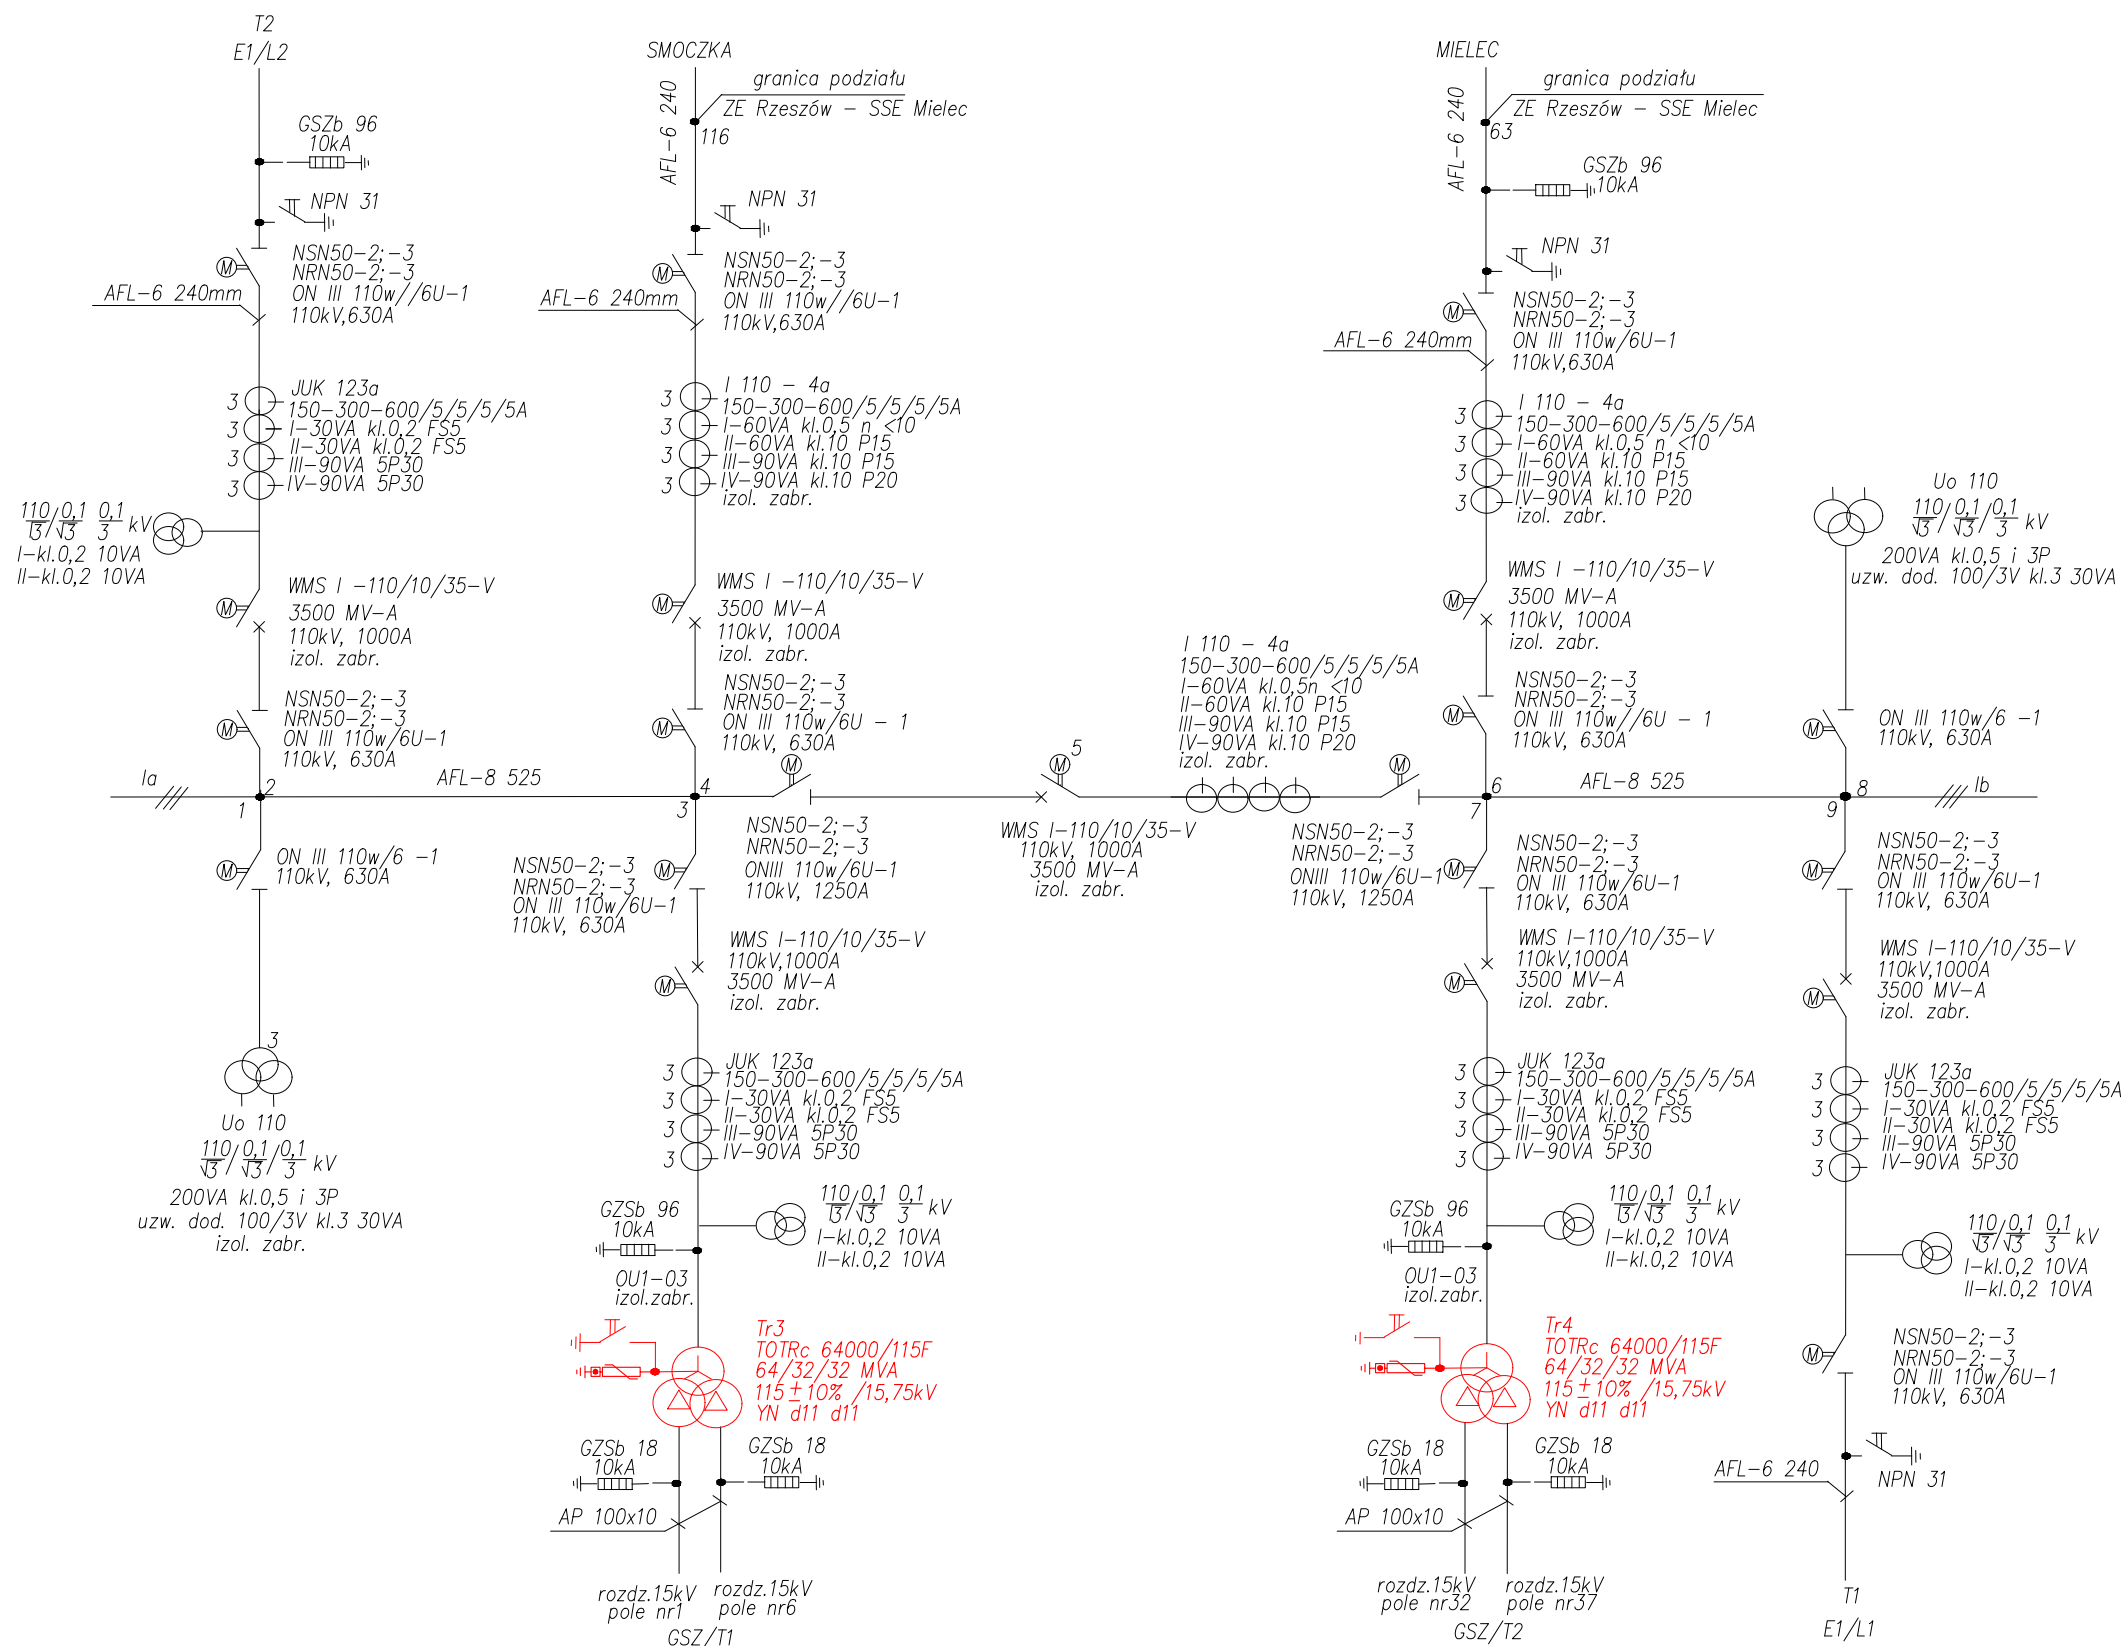 T2
E1/L2
GSZb 96
10kA
NPN 31
M
NSN50-2;-3
NRN50-2;-3
ON III 110w//6U-1
110kV,630A
AFL-6 240mm
JUK 123a
150-300-600/5/5/5/5A
I-30VA kl.0,2 FS5
II-30VA kl.0,2 FS5
III-90VA 5P30
IV-90VA 5P30
3
3
3
3
110/√3/0,1/√3 0,1/3 kV
I-kl.0,2 10VA
II-kl.0,2 10VA
M
WMS I -110/10/35-V
3500 MV-A
110kV, 1000A
izol. zabr.
M
NSN50-2;-3
NRN50-2;-3
ON III 110w/6U-1
110kV, 630A
Ia
2
1
AFL-8 525
M
ON III 110w/6 -1
110kV, 630A
3
Uo 110
110/√3/0,1/√3/0,1/3 kV
200VA kl.0,5 i 3P
uzw. dod. 100/3V kl.3 30VA
izol. zabr.
SMOCZKA
AFL-6 240
granica podziału
ZE Rzeszów - SSE Mielec
116
NPN 31
M
NSN50-2;-3
NRN50-2;-3
ON III 110w//6U-1
110kV,630A
AFL-6 240mm
I 110 - 4a
150-300-600/5/5/5/5A
I-60VA kl.0,5 n <10
II-60VA kl.10 P15
III-90VA kl.10 P15
IV-90VA kl.10 P20
izol. zabr.
3
3
3
3
M
WMS I -110/10/35-V
3500 MV-A
110kV, 1000A
izol. zabr.
M
NSN50-2;-3
NRN50-2;-3
ON III 110w/6U - 1
110kV, 630A
4
3
M
NSN50-2;-3
NRN50-2;-3
ONIII 110w/6U-1
110kV, 1250A
M
NSN50-2;-3
NRN50-2;-3
ON III 110w/6U-1
110kV, 630A
M
WMS I-110/10/35-V
110kV,1000A
3500 MV-A
izol. zabr.
JUK 123a
150-300-600/5/5/5/5A
I-30VA kl.0,2 FS5
II-30VA kl.0,2 FS5
III-90VA 5P30
IV-90VA 5P30
3
3
3
3
GZSb 96
10kA
110/√3/0,1/√3 0,1/3 kV
I-kl.0,2 10VA
II-kl.0,2 10VA
OU1-03
izol.zabr.
Tr3
TOTRc 64000/115F
64/32/32 MVA
115±10% /15,75kV
YN d11 d11
GZSb 18
10kA
GZSb 18
10kA
AP 100x10
rozdz.15kV
pole nr1
rozdz.15kV
pole nr6
GSZ/T1
5
M
WMS I-110/10/35-V
110kV, 1000A
3500 MV-A
izol. zabr.
I 110 - 4a
150-300-600/5/5/5/5A
I-60VA kl.0,5n <10
II-60VA kl.10 P15
III-90VA kl.10 P15
IV-90VA kl.10 P20
izol. zabr.
M
NSN50-2;-3
NRN50-2;-3
ONIII 110w/6U-1
110kV, 1250A
MIELEC
AFL-6 240
granica podziału
ZE Rzeszów - SSE Mielec
63
GSZb 96
10kA
NPN 31
M
NSN50-2;-3
NRN50-2;-3
ON III 110w/6U-1
110kV,630A
AFL-6 240mm
I 110 - 4a
150-300-600/5/5/5/5A
I-60VA kl.0,5 n <10
II-60VA kl.10 P15
III-90VA kl.10 P15
IV-90VA kl.10 P20
izol. zabr.
3
3
3
3
M
WMS I -110/10/35-V
3500 MV-A
110kV, 1000A
izol. zabr.
M
NSN50-2;-3
NRN50-2;-3
ON III 110w//6U - 1
110kV, 630A
6
7
AFL-8 525
M
NSN50-2;-3
NRN50-2;-3
ON III 110w/6U-1
110kV, 630A
M
WMS I-110/10/35-V
110kV,1000A
3500 MV-A
izol. zabr.
JUK 123a
150-300-600/5/5/5/5A
I-30VA kl.0,2 FS5
II-30VA kl.0,2 FS5
III-90VA 5P30
IV-90VA 5P30
3
3
3
3
GZSb 96
10kA
110/√3/0,1/√3 0,1/3 kV
I-kl.0,2 10VA
II-kl.0,2 10VA
OU1-03
izol.zabr.
Tr4
TOTRc 64000/115F
64/32/32 MVA
115±10% /15,75kV
YN d11 d11
GZSb 18
10kA
GZSb 18
10kA
AP 100x10
rozdz.15kV
pole nr32
rozdz.15kV
pole nr37
GSZ/T2
Uo 110
110/√3/0,1/√3/0,1/3 kV
200VA kl.0,5 i 3P
uzw. dod. 100/3V kl.3 30VA
M
ON III 110w/6 -1
110kV, 630A
8
9
Ib
M
NSN50-2;-3
NRN50-2;-3
ON III 110w/6U-1
110kV, 630A
M
WMS I-110/10/35-V
110kV,1000A
3500 MV-A
izol. zabr.
JUK 123a
150-300-600/5/5/5/5A
I-30VA kl.0,2 FS5
II-30VA kl.0,2 FS5
III-90VA 5P30
IV-90VA 5P30
3
3
3
3
110/√3/0,1/√3 0,1/3 kV
I-kl.0,2 10VA
II-kl.0,2 10VA
M
NSN50-2;-3
NRN50-2;-3
ON III 110w/6U-1
110kV, 630A
NPN 31
AFL-6 240
T1
E1/L1